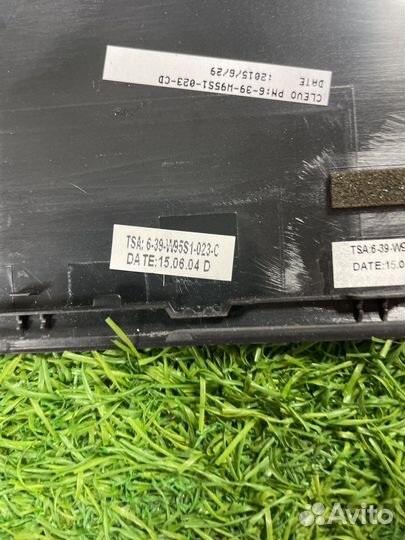 CLEVO PN:6-39-W95S1-023-CD
DATE :2015/6/29
TSA: 6-39-W95S1-023-C
DATE:15.06.04 D
TSA:6-39-W9
DATE:15.0
Avito